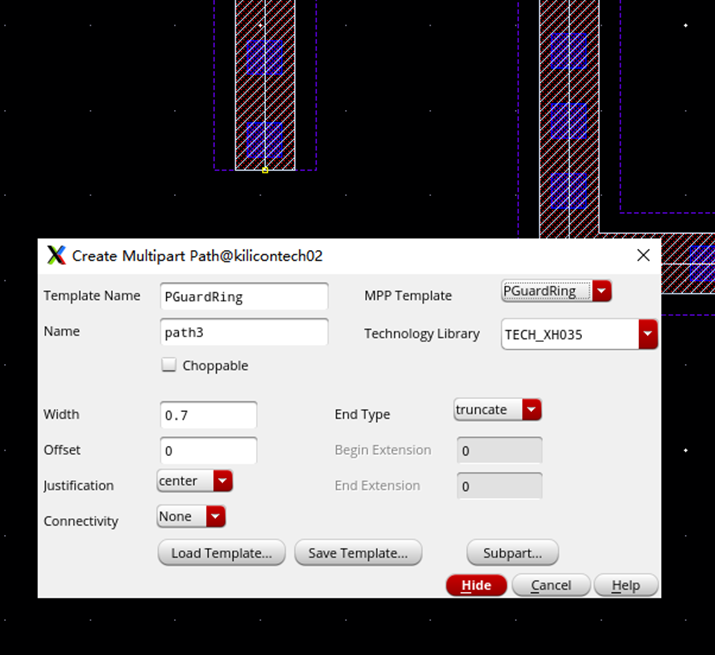 Create Multipart Path@kilicontech02
Template Name PGuardRing MPP Template PGuardRing
Name path3 Technology Library TECH_XH035
Choppable
Width 0.7 End Type truncate
Offset 0 Begin Extension 0
Justification center End Extension 0
Connectivity None
Load Template... Save Template... Subpart...
Hide Cancel Help